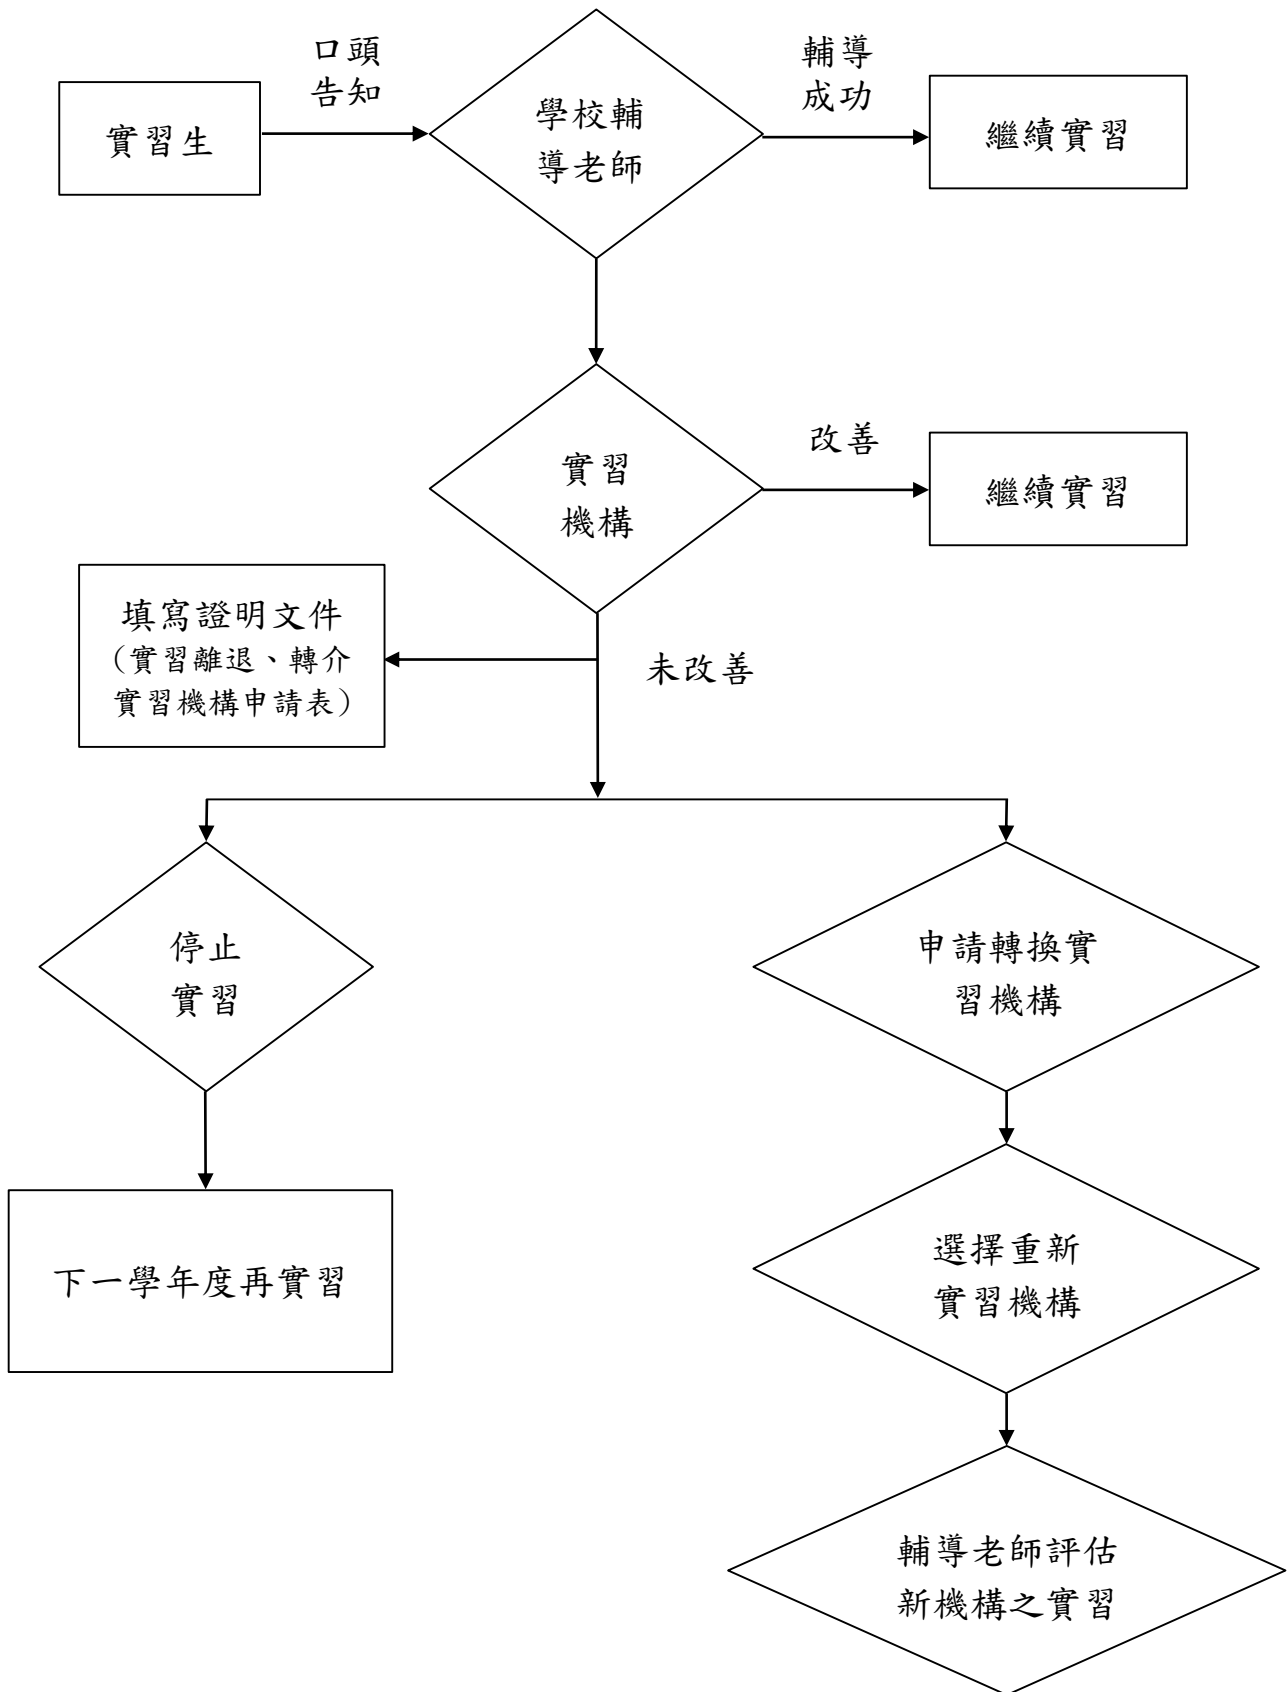 口頭
告知
輔導
成功
實習生
學校輔
導老師
繼續實習
改善
實習
機構
繼續實習
填寫證明文件
(實習離退、轉介
實習機構申請表)
未改善
停止
實習
申請轉換實
習機構
下一學年度再實習
選擇重新
實習機構
輔導老師評估
新機構之實習